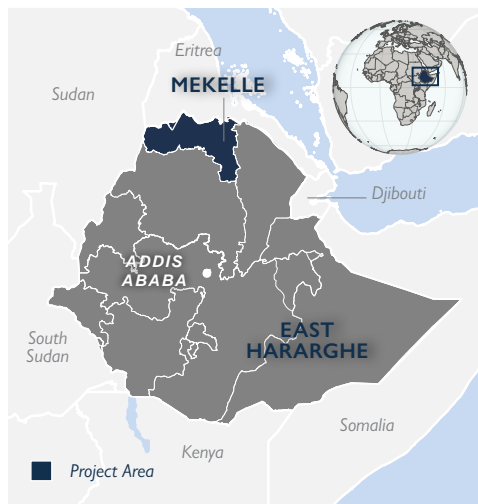 Eritrea
MEKELLE
Sudan
Djibouti
ADDIS
ABABA
EAST
HARARGHE
South
Sudan
Somalia
Kenya
Project Area